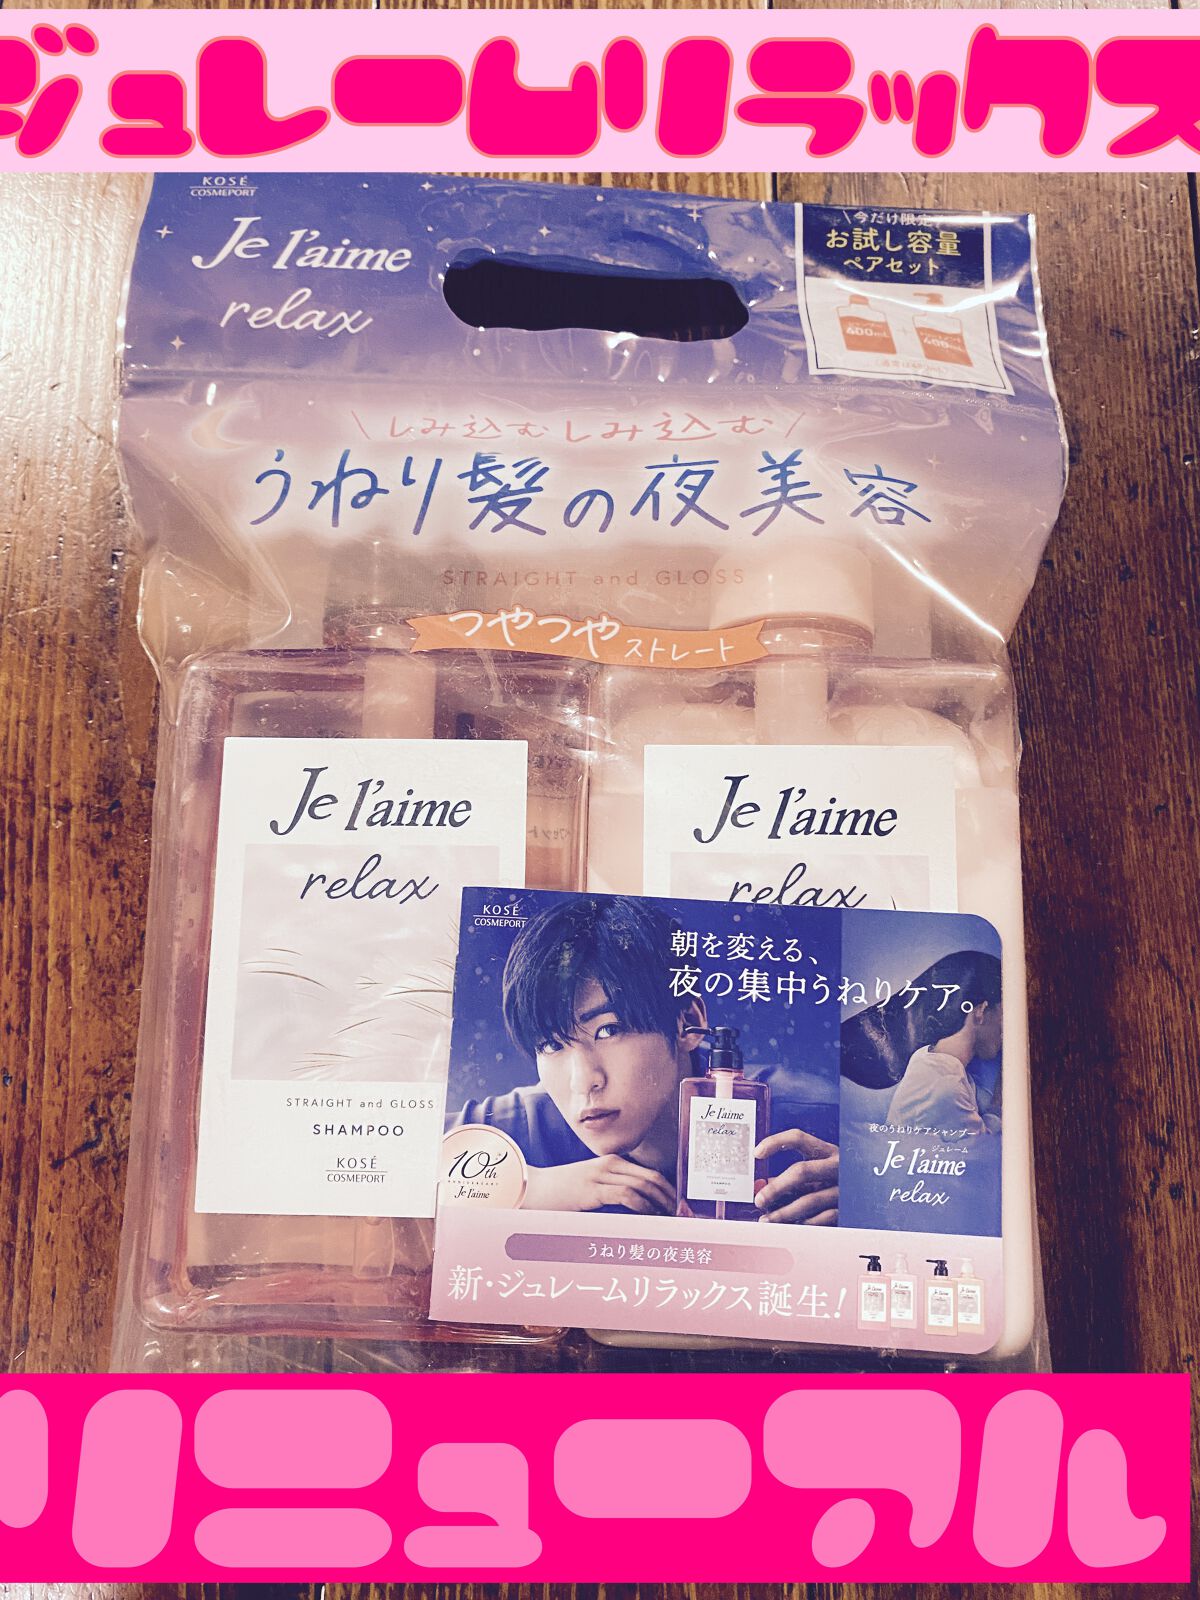 ジュレームリラックス
KOSÉ
COSMEPORT
Je l'aime
relax
\今だけ限定
お試し容量
ペアセット
400mL
400mL
\しみ込むしみ込む/
うねり髪の夜美容
STRAIGHT and GLOSS
つやつやストレート
Je l'aime
relax
STRAIGHT and GLOSS
SHAMPOO
KOSÉ
COSMEPORT
Je l'aime
relax
KOSÉ
COSMEPORT
朝を変える、
夜の集中うねりケア。
Je l'aime
relax
10th
ANNIVERSARY
Je l'aime
夜のうねりケアシャンプー
ジュレーム
Je l'aime
relax
うねり髪の夜美容
新・ジュレームリラックス誕生!
リニューアル